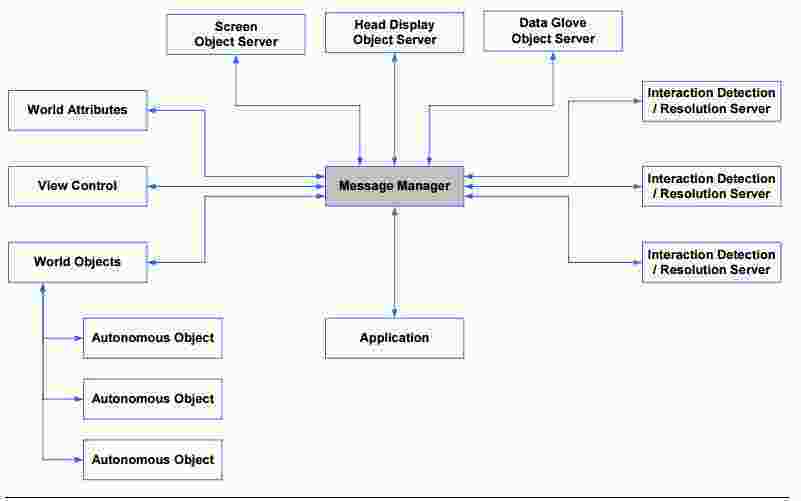 Screen
Object Server
Head Display
Object Server
Data Glove
Object Server
World Attributes
Interaction Detection
/ Resolution Server
View Control
Message Manager
Interaction Detection
/ Resolution Server
World Objects
Interaction Detection
/ Resolution Server
Autonomous Object
Application
Autonomous Object
Autonomous Object